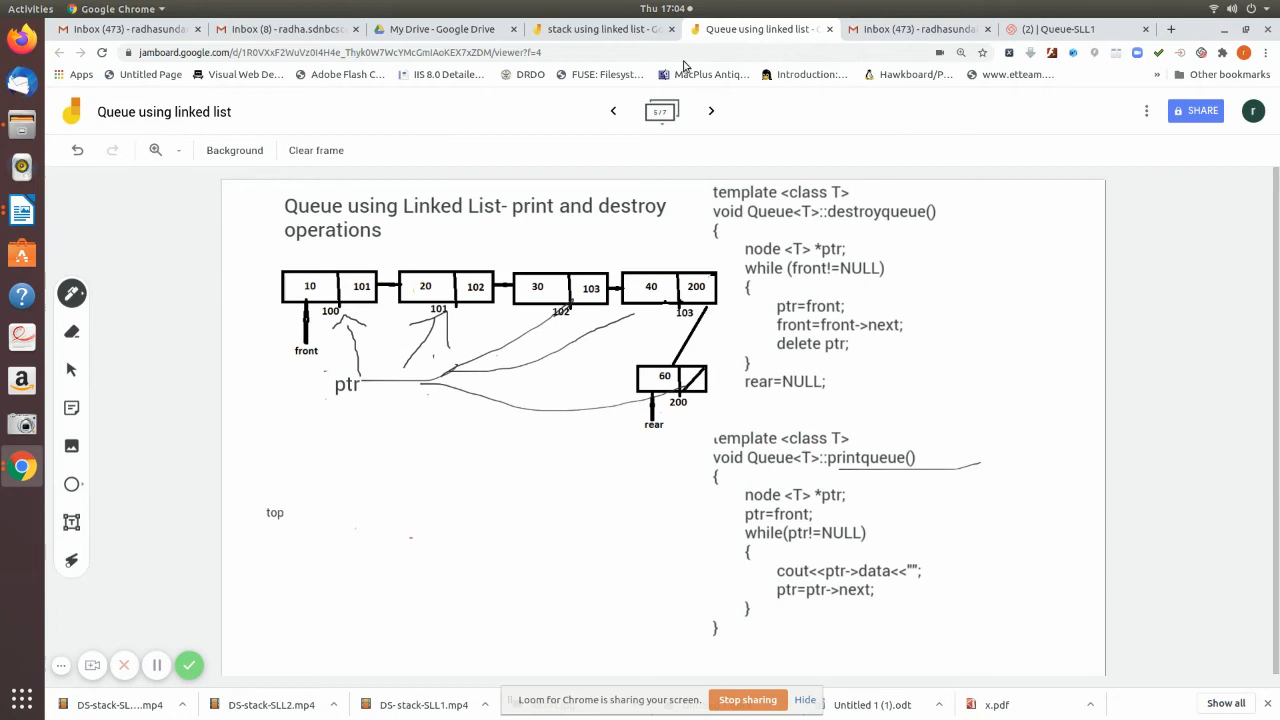 Activities
Google Chrome
Thu 17:04
Inbox (473) - radhasundar
Inbox (8) - radha.sdnbcsc
My Drive - Google Drive
stack using linked list - Go
Queue using linked list - G
Inbox (473) - radhasundar
(2) | Queue-SLL1
jamboard.google.com/d/1R0VXxF2WuVz0I4H4e_Thyk0W7WcYMcGmIAoKEX7xZDM/viewer?f=4
Apps
Untitled Page
Visual Web De...
Adobe Flash C...
IIS 8.0 Detaile...
DRDO
FUSE: Filesyst...
MacPlus Antiq...
Introduction:...
Hawkboard/P...
www.etteam.…
»
Other bookmarks
Queue using linked list
5/7
SHARE
r
Background
Clear frame
Queue using Linked List- print and destroy
operations
10 101 20 102 30 103 40 200
100 101 102 103
front
ptr
60
200
rear
top
template <class T>
void Queue<T>::destroyqueue()
{
node <T> *ptr;
while (front!=NULL)
{
ptr=front;
front=front->next;
delete ptr;
}
rear=NULL;
template <class T>
void Queue<T>::printqueue()
{
node <T> *ptr;
ptr=front;
while(ptr!=NULL)
{
cout<<ptr->data<<"";
ptr=ptr->next;
}
}
Loom for Chrome is sharing your screen.
Stop sharing
Hide
DS-stack-SL....mp4
DS-stack-SLL2.mp4
DS- stack-SLL1.mp4
Untitled 1 (1).odt
x.pdf
Show all